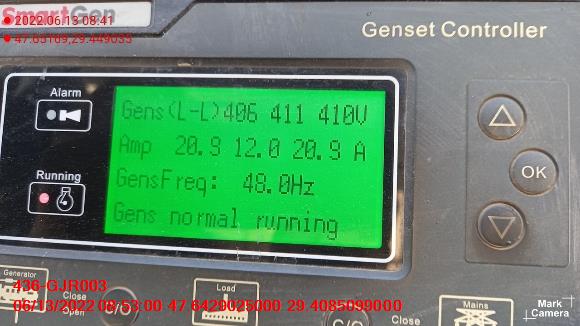 SmartGen
2022.06.13 08:41
47.65169,29.449035
Genset Controller
Alarm
Gens(L-L)406 411 410V
Amp 20.9 12.0 20.9 A
GensFreq: 48.0Hz
Gens normal running
Running
OK
Generator
Close
Open
Load
Close
Mains
436-GJR003
06/13/2022 08:53:00 47.6429025000 29.4085099000
Mark
Camera